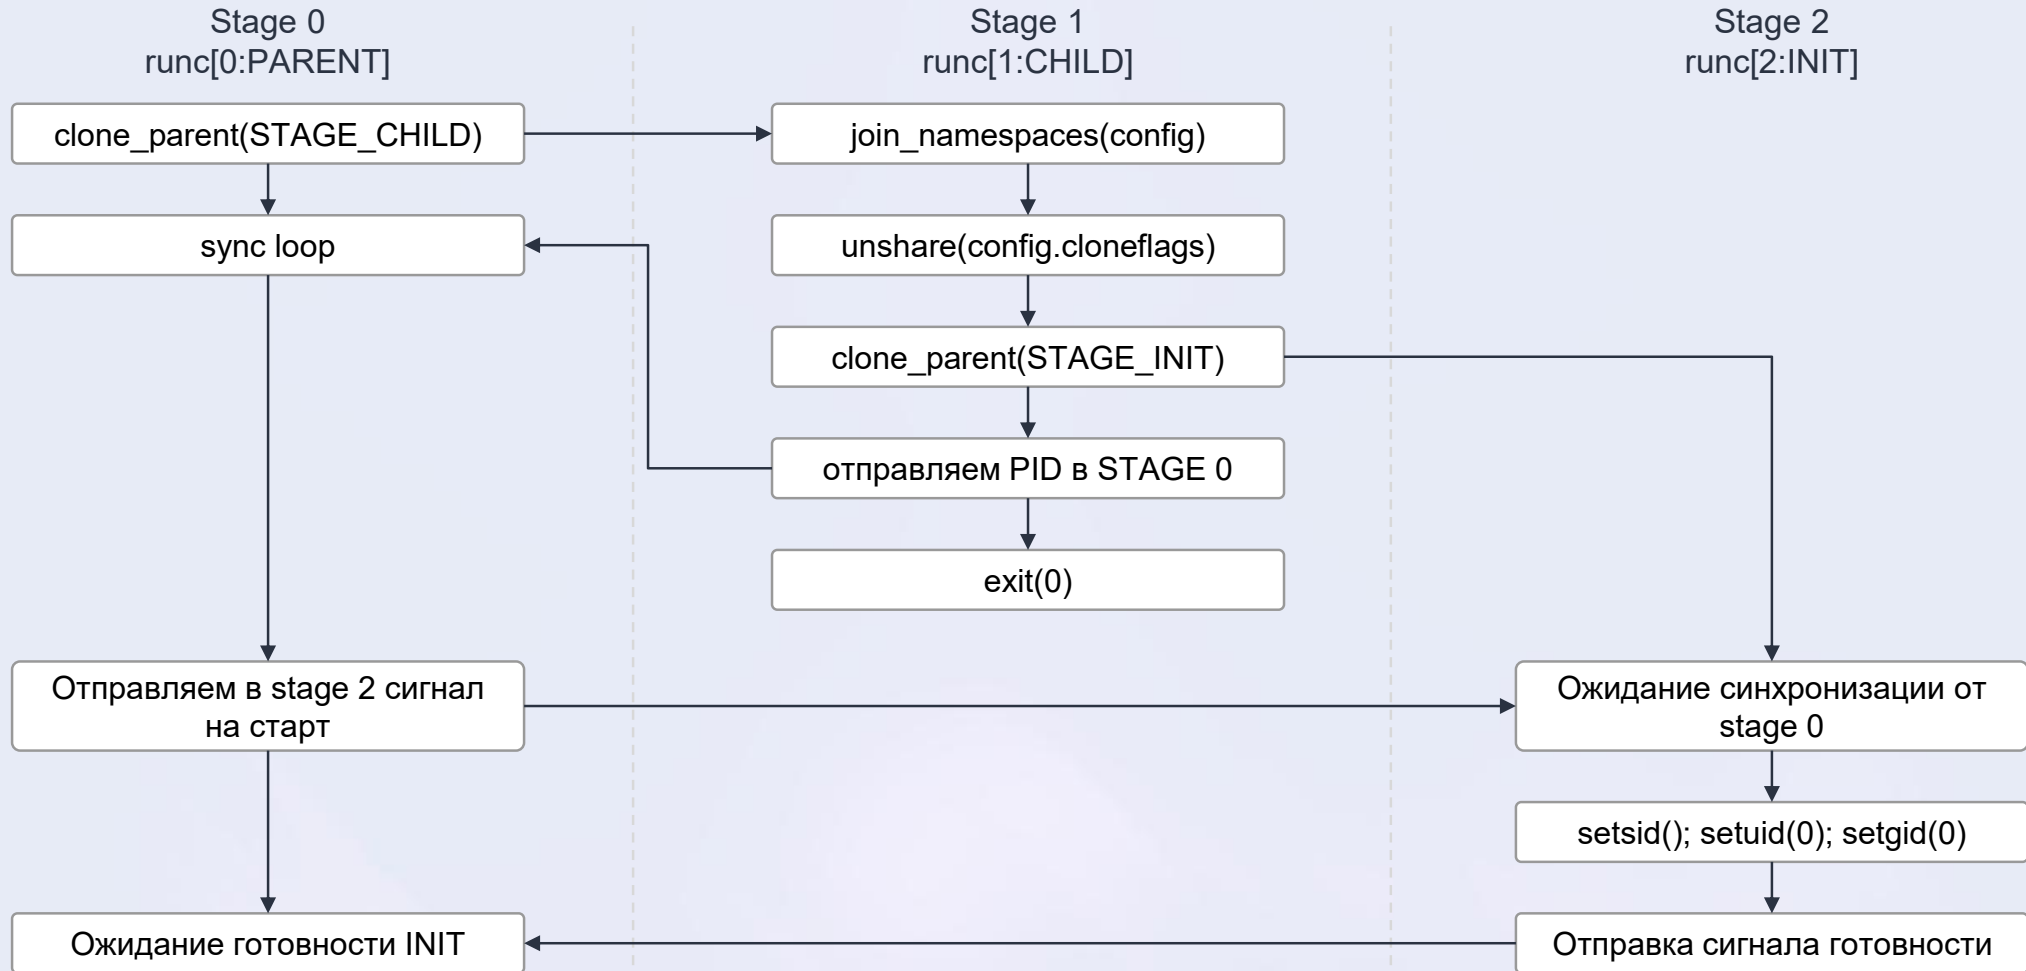 Stage 0
runc[0:PARENT]
Stage 1
runc[1:CHILD]
Stage 2
runc[2:INIT]
clone_parent(STAGE_CHILD)
join_namespaces(config)
sync loop
unshare(config.cloneflags)
clone_parent(STAGE_INIT)
отправляем PID в STAGE 0
exit(0)
Отправляем в stage 2 сигнал
на старт
Ожидание синхронизации от
stage 0
setsid(); setuid(0); setgid(0)
Ожидание готовности INIT
Отправка сигнала готовности